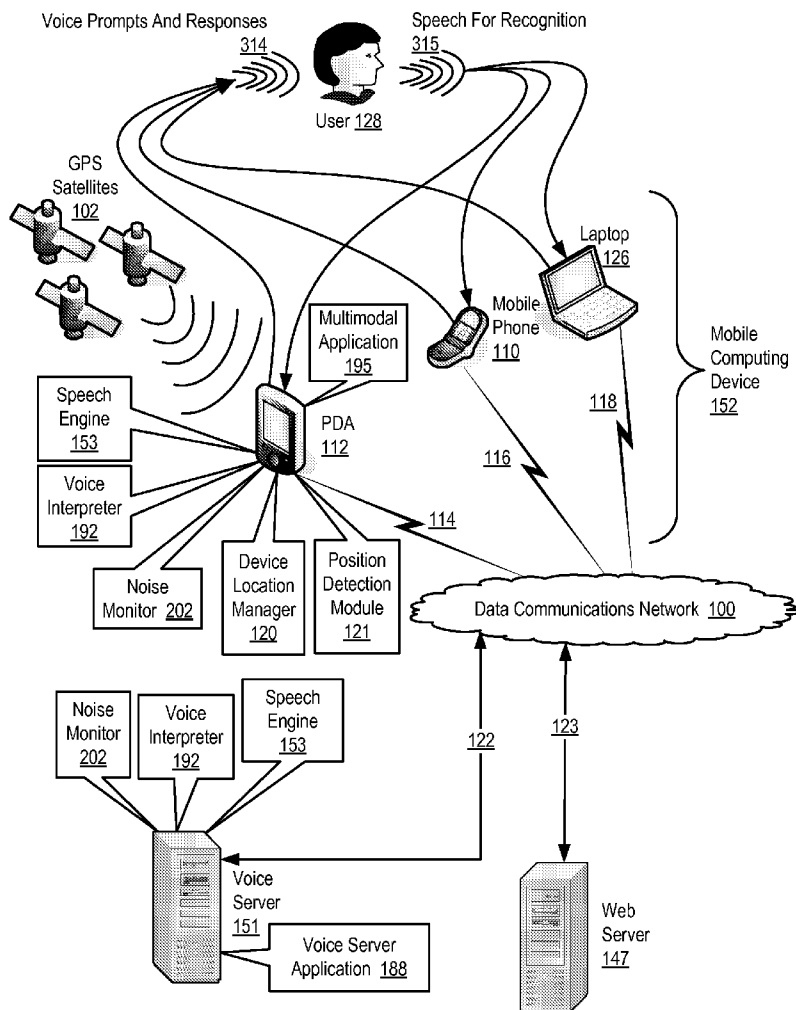 Voice Prompts And Responses
314
Speech For Recognition
315
User 128
GPS
Satellites
102
Laptop
126
Mobile
Phone
110
Multimodal
Application
195
Mobile
Computing
Device
152
Speech
Engine
153
PDA
112
118
116
Voice
Interpreter
192
114
Noise
Monitor 202
Device
Location
Manager
120
Position
Detection
Module
121
Data Communications Network 100
Noise
Monitor
202
Voice
Interpreter
192
Speech
Engine
153
122
123
Voice
Server
151
Voice Server
Application 188
Web
Server
147